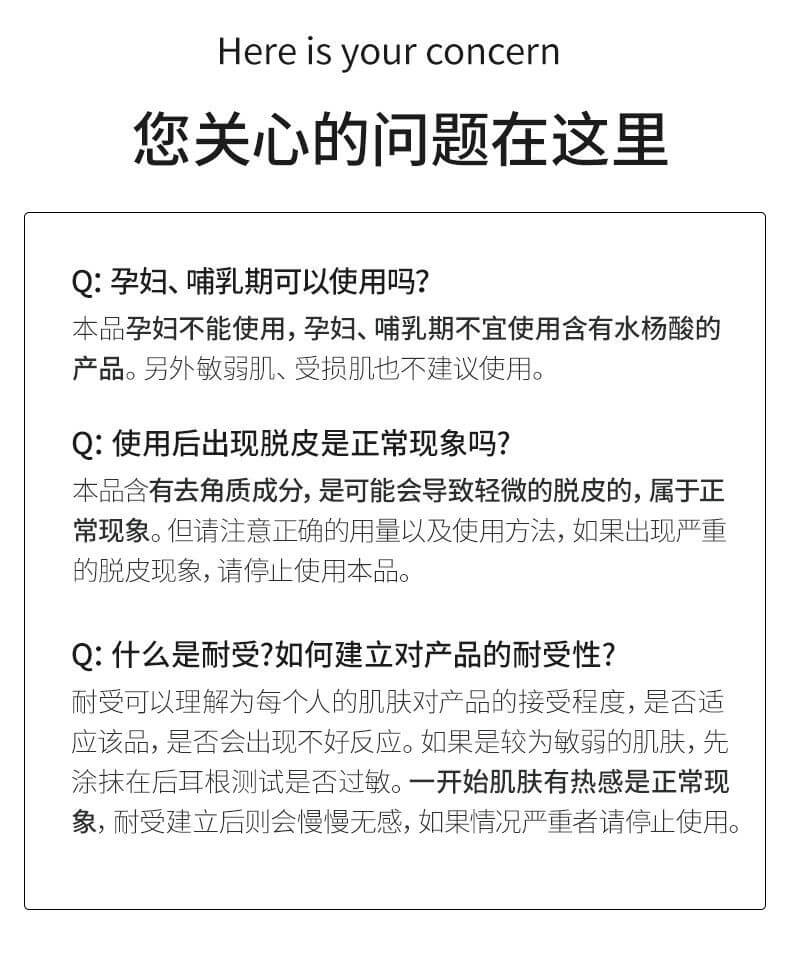 Here is your concern
您关心的问题在这里
Q: 孕妇、哺乳期可以使用吗?
本品孕妇不能使用，孕妇、哺乳期不宜使用含有水杨酸的
产品。另外敏弱肌、受损肌也不建议使用。
Q: 使用后出现脱皮是正常现象吗?
本品含有去角质成分，是可能会导致轻微的脱皮的，属于正
常现象。但请注意正确的用量以及使用方法，如果出现严重
的脱皮现象，请停止使用本品。
Q: 什么是耐受?如何建立对产品的耐受性?
耐受可以理解为每个人的肌肤对产品的接受程度，是否适
应该品，是否会出现不好反应。如果是较为敏弱的肌肤，先
涂抹在后耳根测试是否过敏。一开始肌肤有热感是正常现
象，耐受建立后则会慢慢无感，如果情况严重者请停止使用。